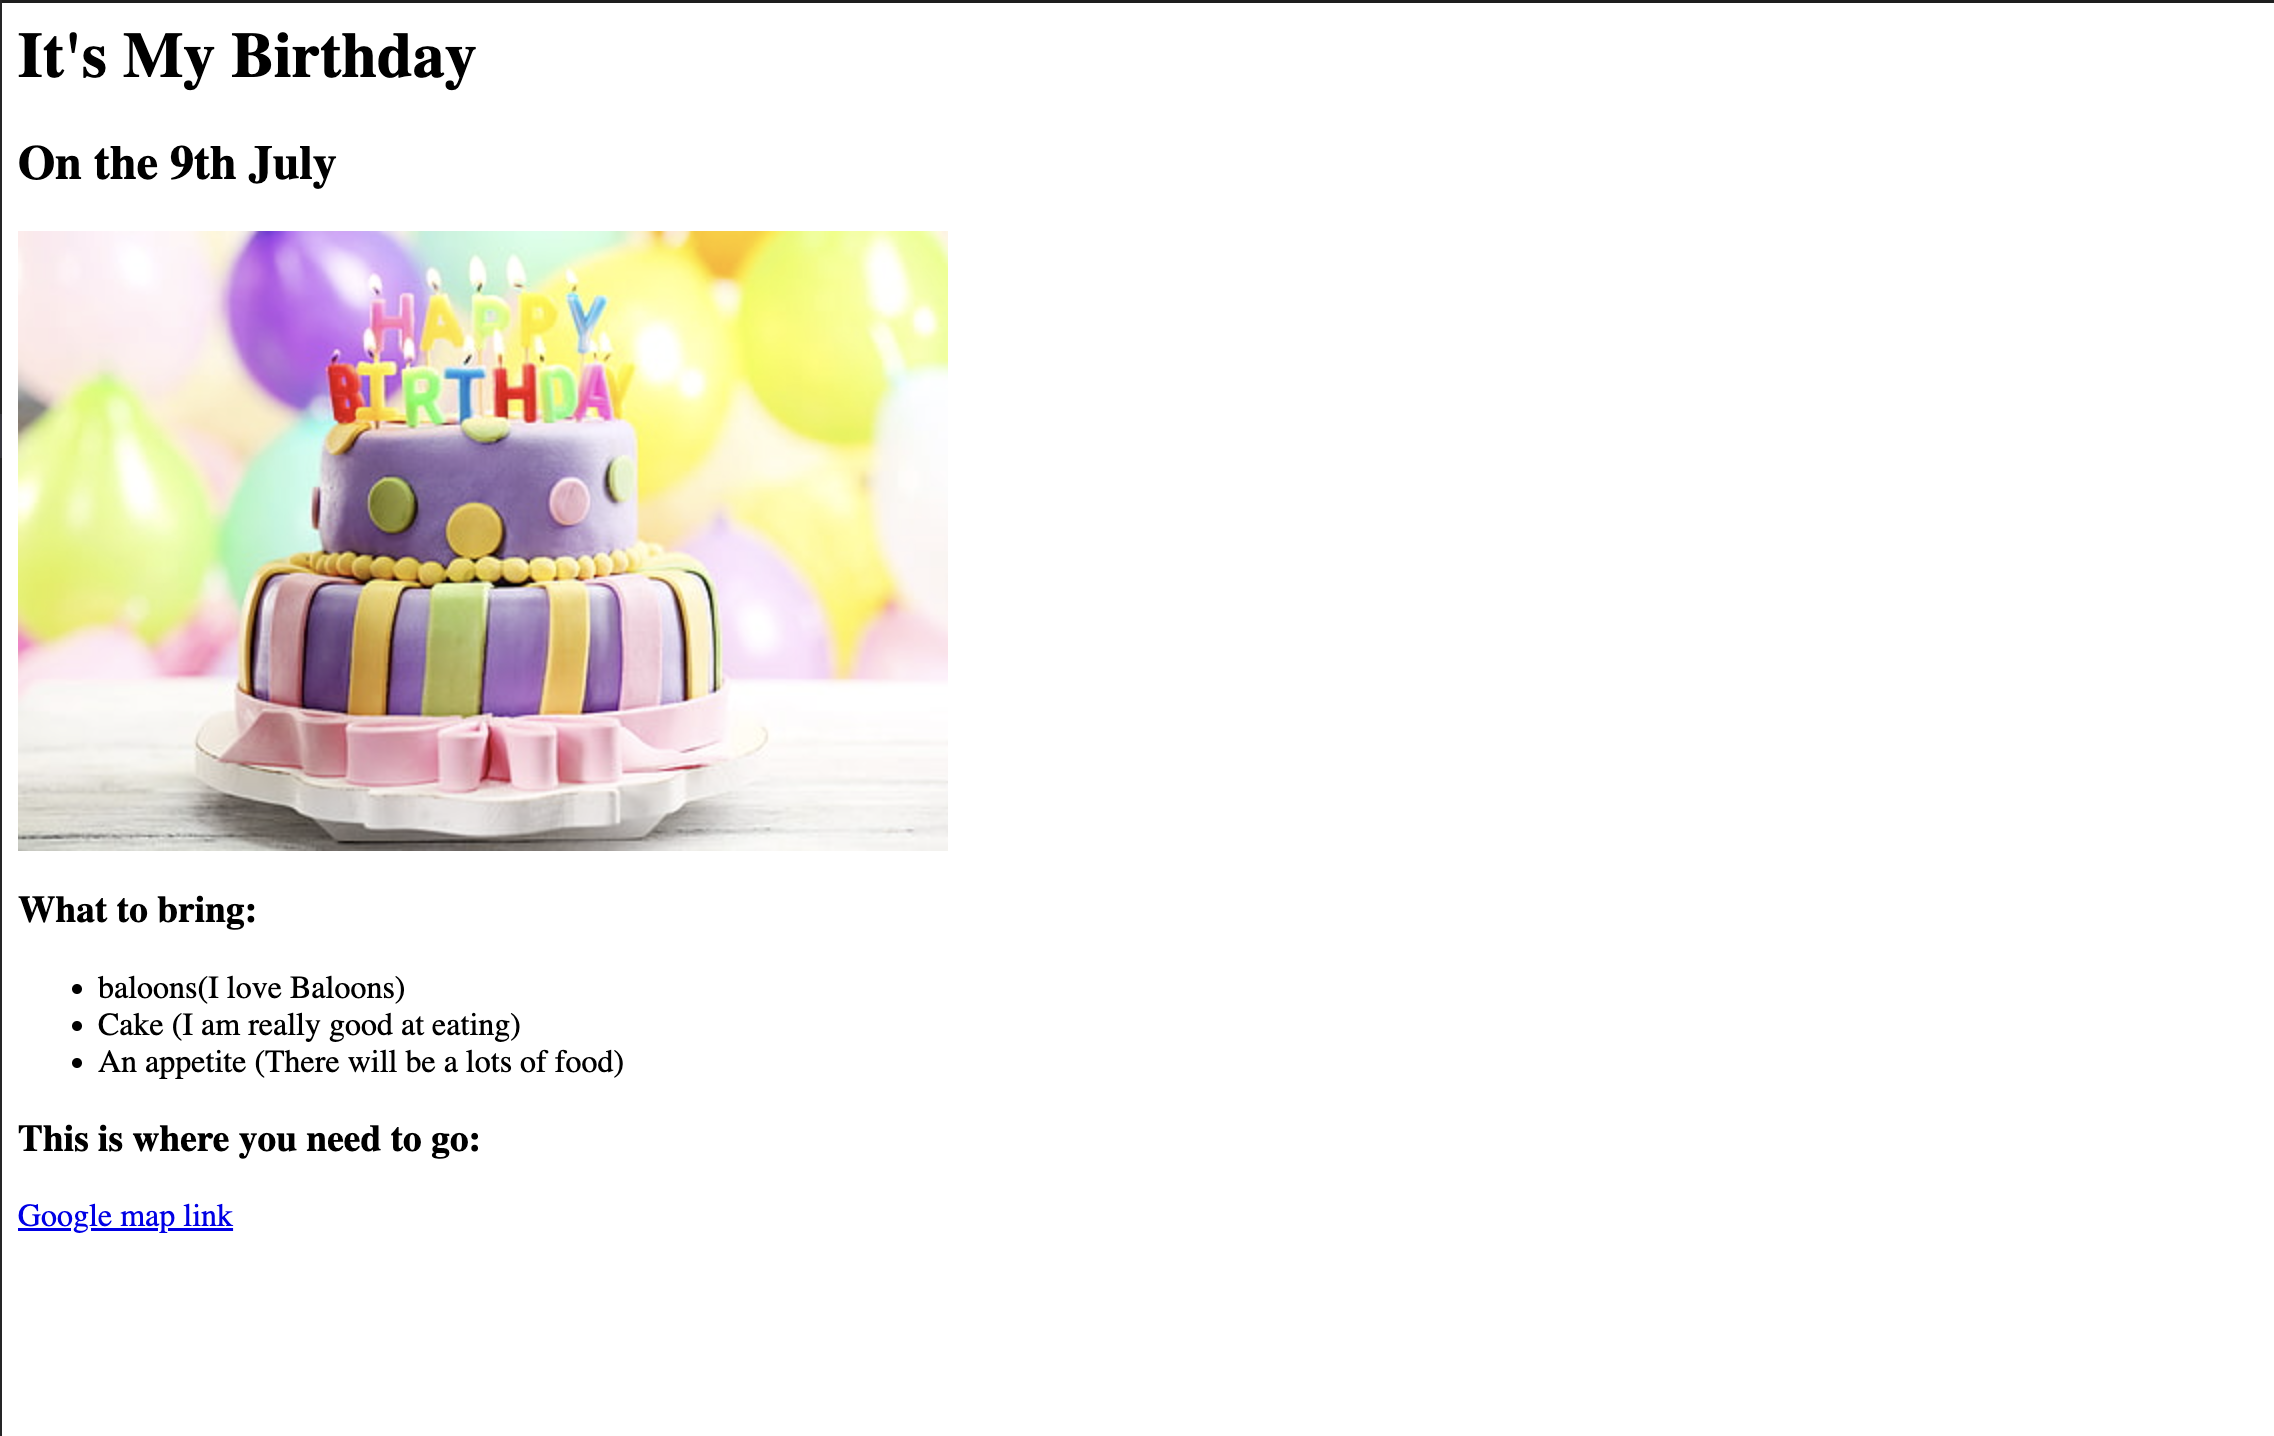 It's My Birthday
On the 9th July
HAPPY
BIRTHDAY
What to bring:
baloons(I love Baloons)
Cake (I am really good at eating)
An appetite (There will be a lots of food)
This is where you need to go:
Google map link